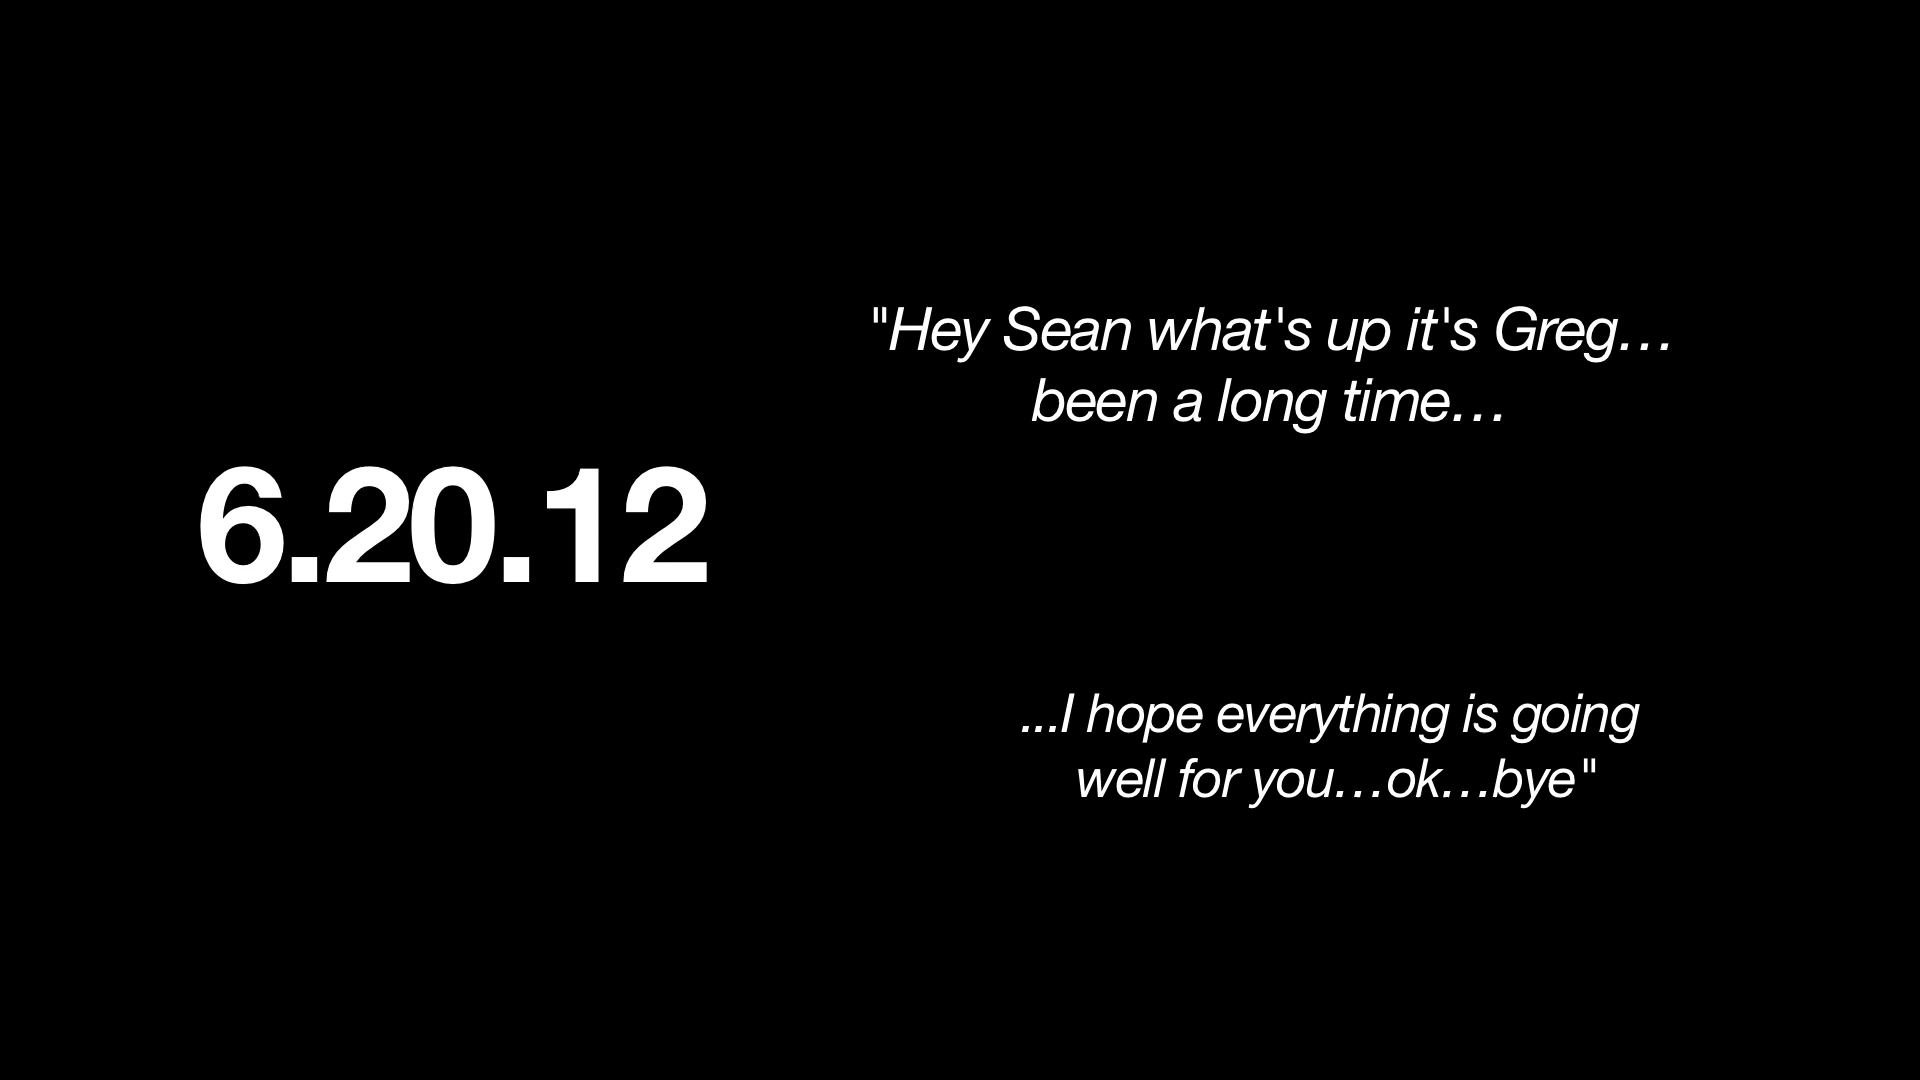 6.20.12
"Hey Sean what's up it's Greg…
been a long time…
...I hope everything is going
well for you…ok…bye"